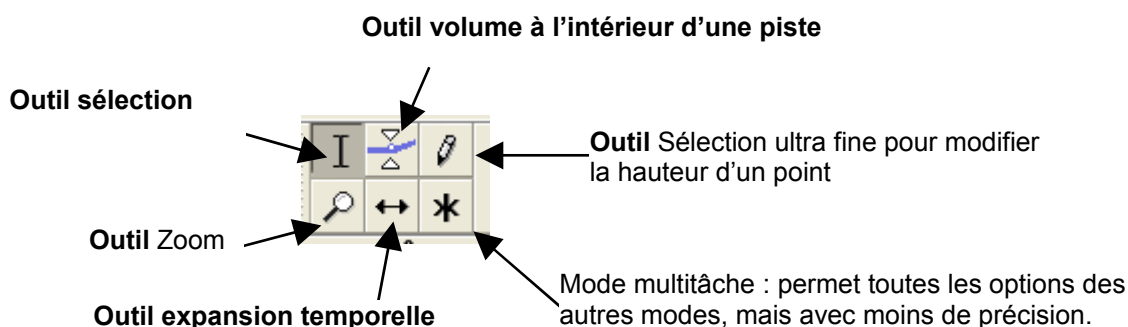 Outil volume à l’intérieur d’une piste
Outil sélection
Outil Sélection ultra fine pour modifier
la hauteur d’un point
Outil Zoom
Outil expansion temporelle
Mode multitâche : permet toutes les options des
autres modes, mais avec moins de précision.